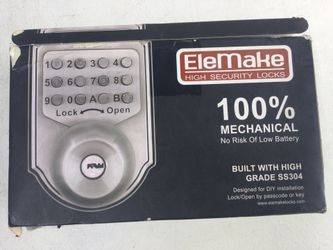 EleMake
HIGH SECURITY LOCKS
1 2 3 4
5 6 7 8
9 0 A B
Lock Open
100%
MECHANICAL
No Risk Of Low Battery
BUILT WITH HIGH
GRADE SS304
Designed for DIY installation
Lock/Open by passcode or key
www.elemakelocks.com